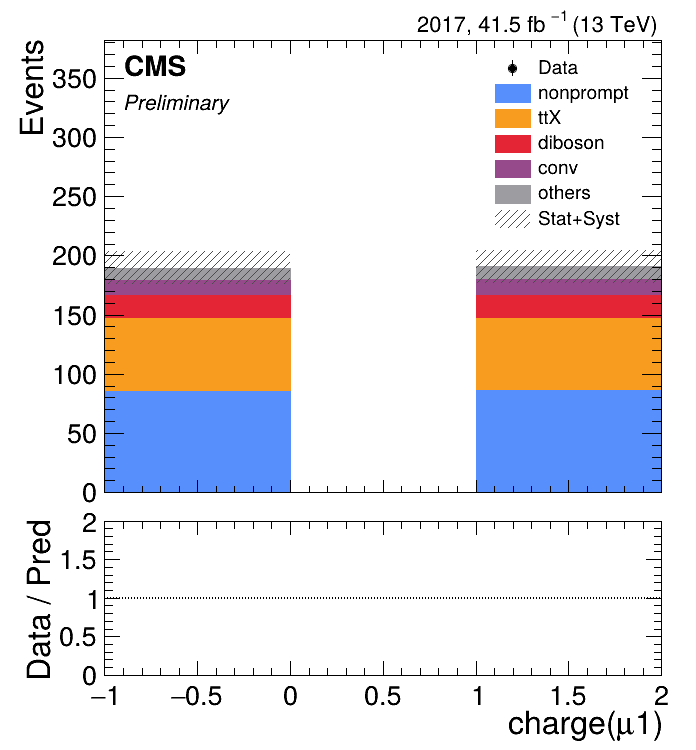 2017, 41.5 fb⁻¹ (13 TeV)
Events
CMS
Preliminary
Data
nonprompt
ttX
diboson
conv
others
Stat+Syst
350
300
250
200
150
100
50
0
Data / Pred
2
1.5
1
0.5
0
−1 −0.5 0 0.5 1 1.5 2
charge(μ1)